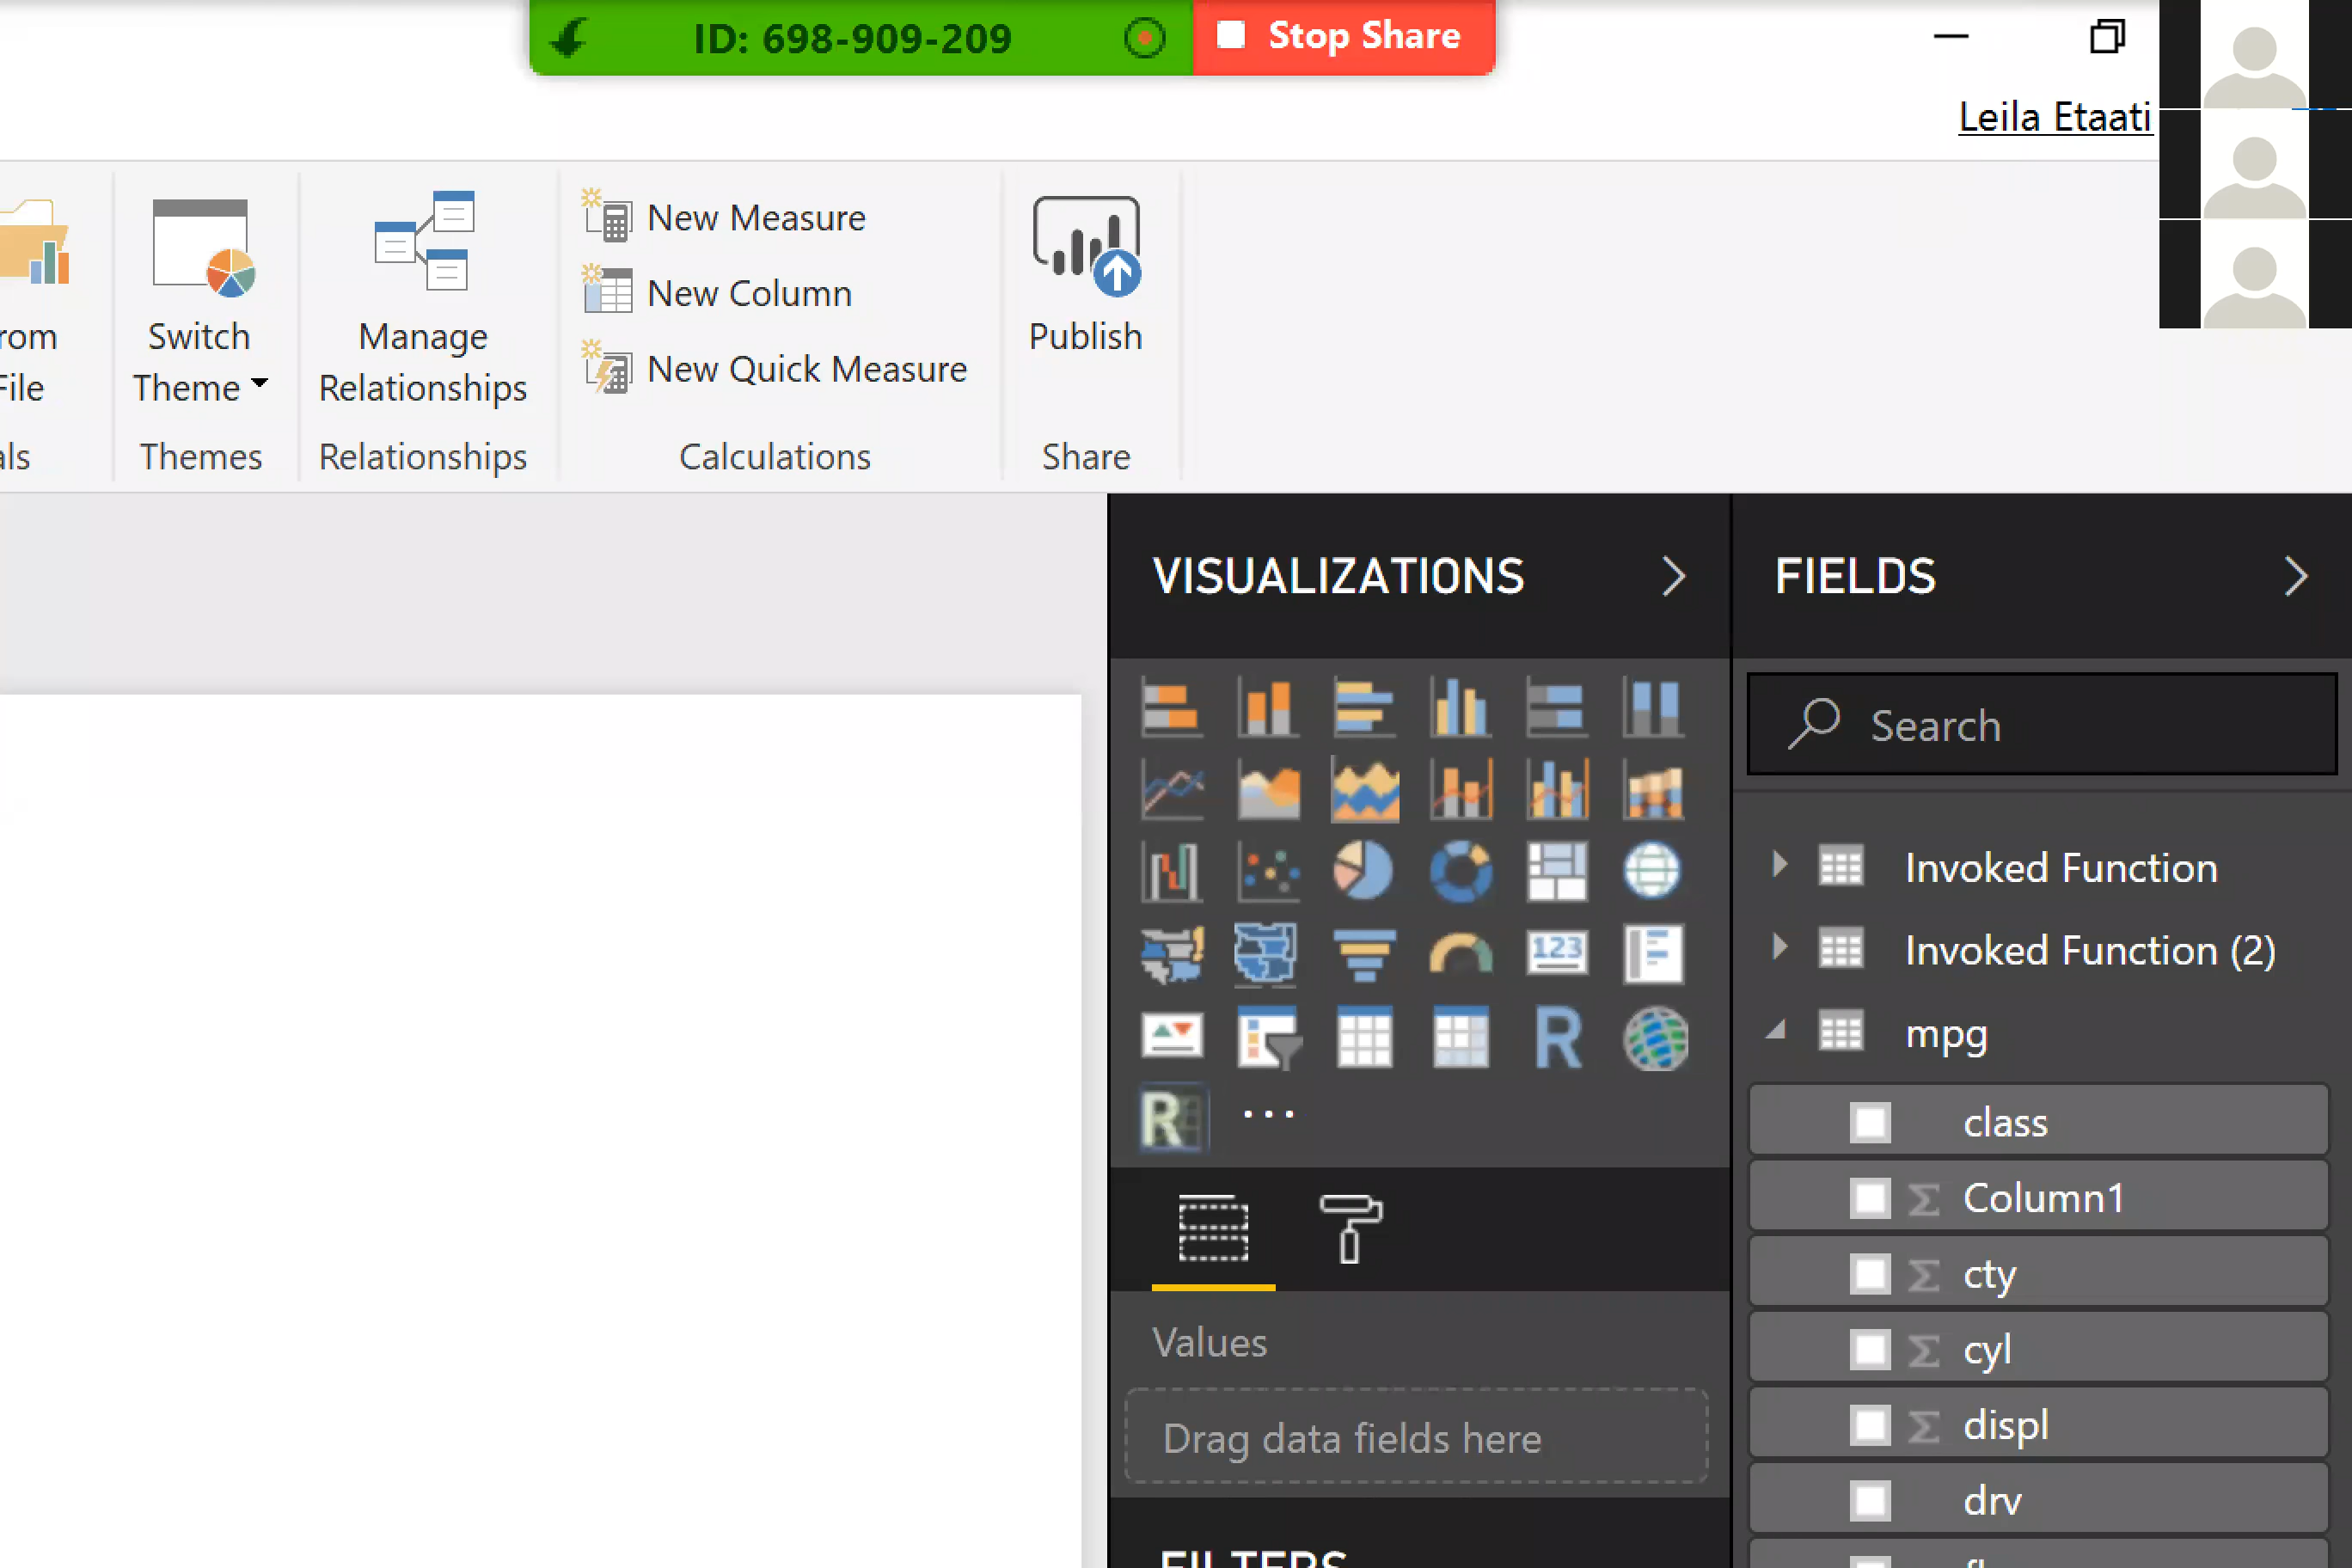 ID: 698-909-209
Stop Share
Leila Etaati
rom
File
Switch
Theme
Manage
Relationships
New Measure
New Column
New Quick Measure
Publish
als
Themes
Relationships
Calculations
Share
VISUALIZATIONS
FIELDS
Search
Invoked Function
Invoked Function (2)
mpg
123
R
R
...
class
Σ Column1
Σ cty
Σ cyl
Σ displ
drv
Values
Drag data fields here
FILTERS